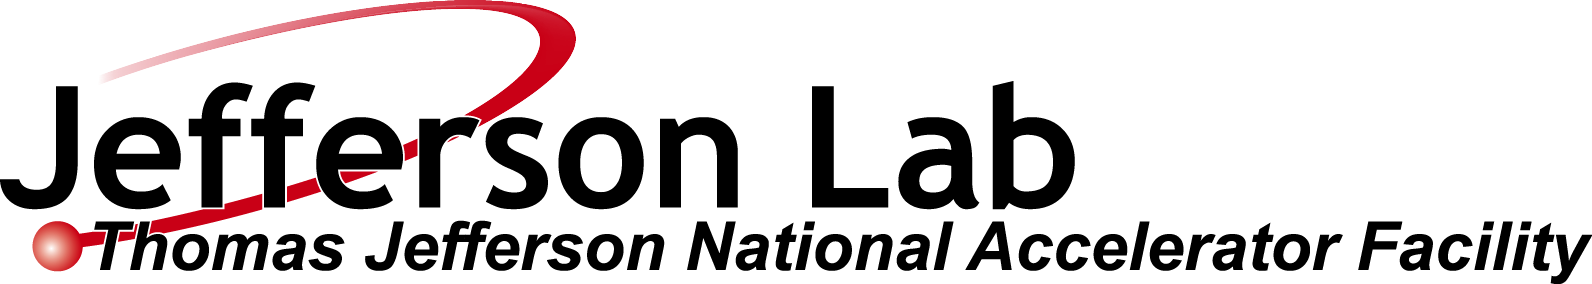 Jefferson Lab
Thomas Jefferson National Accelerator Facility